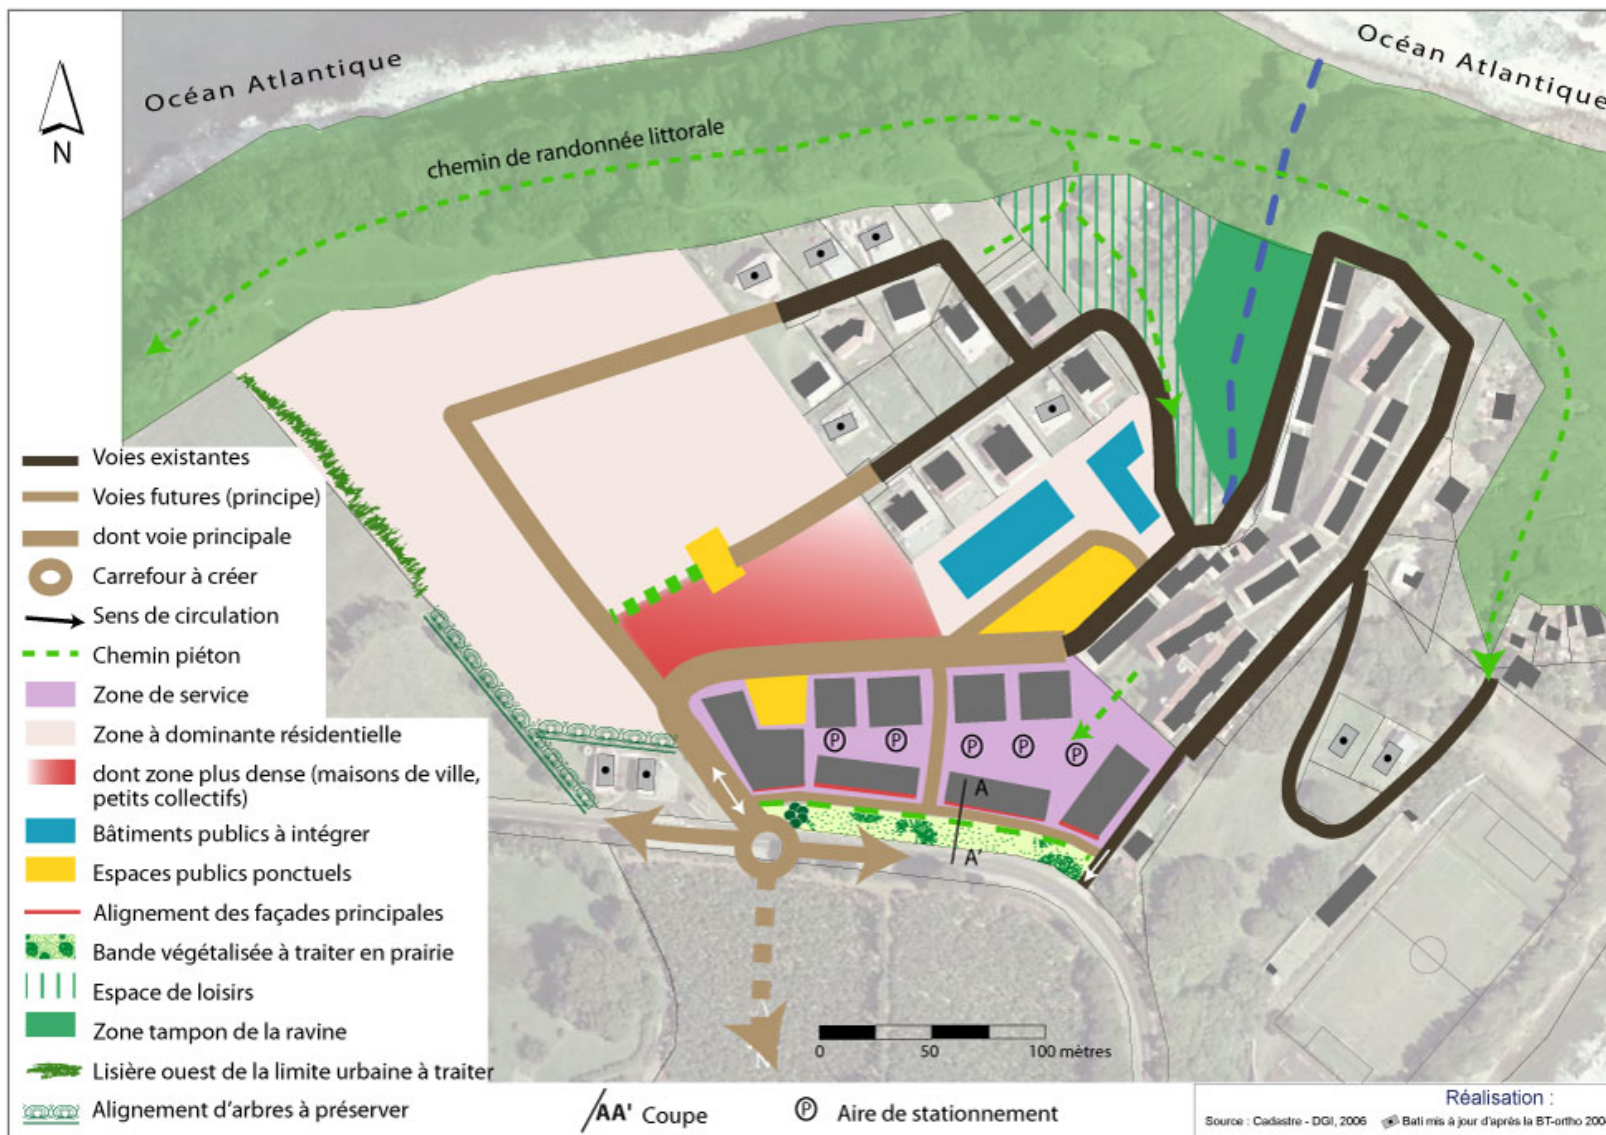 Océan Atlantique
Océan Atlantique
N
chemin de randonnée littorale
Voies existantes
Voies futures (principe)
dont voie principale
Carrefour à créer
Sens de circulation
Chemin piéton
Zone de service
Zone à dominante résidentielle
dont zone plus dense (maisons de ville,
petits collectifs)
Bâtiments publics à intégrer
Espaces publics ponctuels
Alignement des façades principales
Bande végétalisée à traiter en prairie
Espace de loisirs
Zone tampon de la ravine
Lisière ouest de la limite urbaine à traiter
Alignement d'arbres à préserver
P P P P P
A
A'
0 50 100 mètres
AA' Coupe
P Aire de stationnement
Réalisation :
Source : Cadastre - DGI, 2006 Bati mis à jour d'après la BT-ortho 200